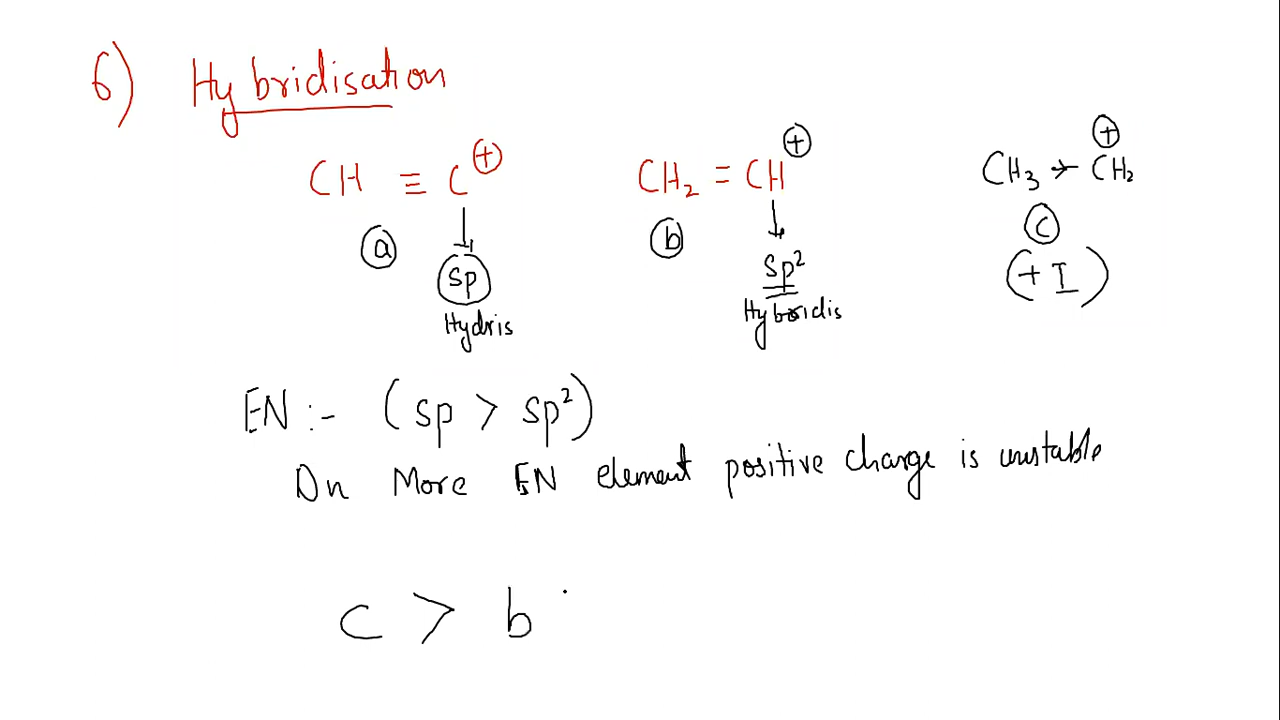 6) Hybridisation
CH ≡ C⊕ CH₂ = CH⊕ CH₃ → C⊕H₂
ⓐ ⓑ ⓒ
sp sp² (+I)
Hydris Hybridis
EN :- (sp > sp²)
On More EN element positive charge is unstable
c > b